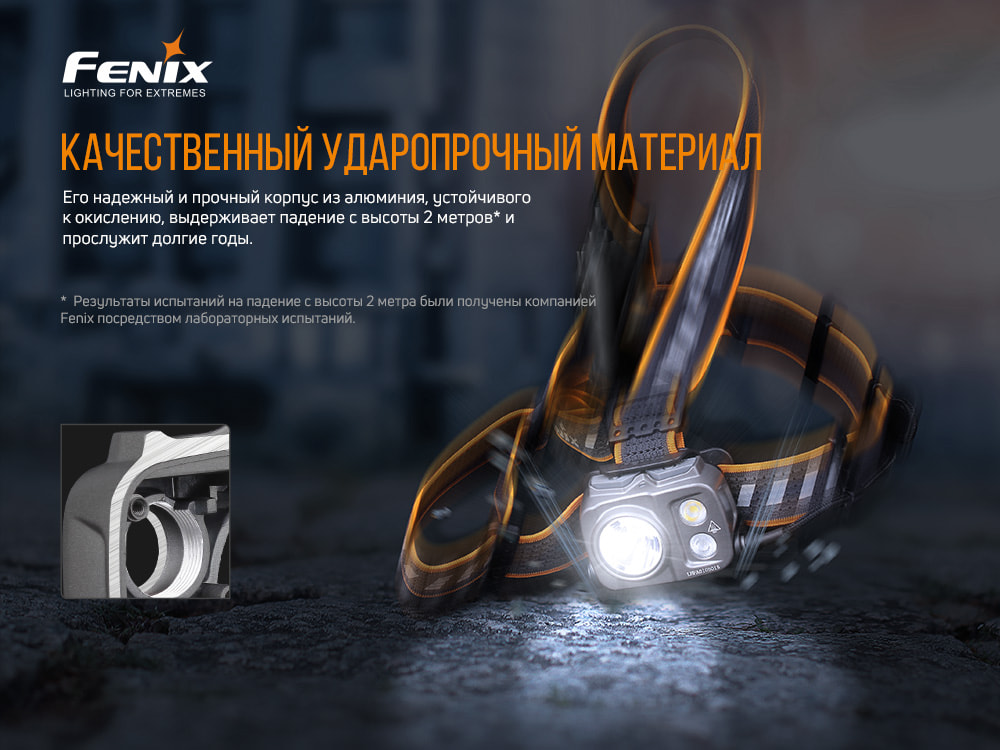 FENIX
LIGHTING FOR EXTREMES
КАЧЕСТВЕННЫЙ УДАРОПРОЧНЫЙ МАТЕРИАЛ
Его надежный и прочный корпус из алюминия, устойчивого
к окислению, выдерживает падение с высоты 2 метров* и
прослужит долгие годы.
* Результаты испытаний на падение с высоты 2 метра были получены компанией
Fenix посредством лабораторных испытаний.
FENIX